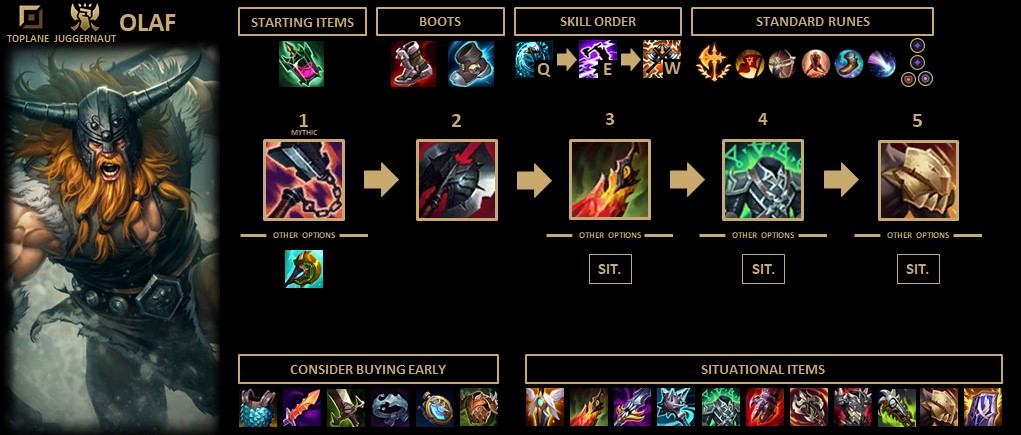 OLAF
TOPLANE JUGGERNAUT
STARTING ITEMS
BOOTS
SKILL ORDER
STANDARD RUNES
Q
E
W
1
MYTHIC
2
3
4
5
OTHER OPTIONS
OTHER OPTIONS
OTHER OPTIONS
OTHER OPTIONS
SIT.
SIT.
SIT.
CONSIDER BUYING EARLY
SITUATIONAL ITEMS